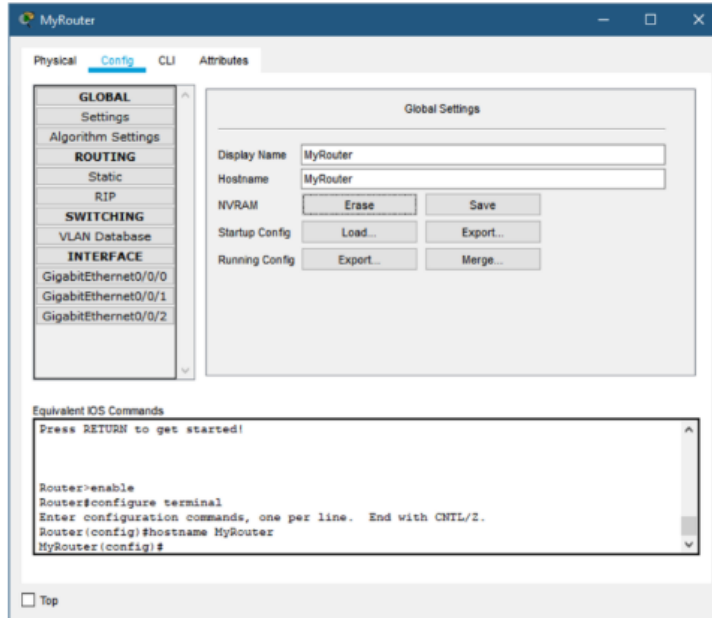 MyRouter
Physical Config CLI Attributes
GLOBAL
Settings
Algorithm Settings
ROUTING
Static
RIP
SWITCHING
VLAN Database
INTERFACE
GigabitEthernet0/0/0
GigabitEthernet0/0/1
GigabitEthernet0/0/2
Global Settings
Display Name MyRouter
Hostname MyRouter
NVRAM Erase Save
Startup Config Load... Export...
Running Config Export... Merge...
Equivalent IOS Commands
Press RETURN to get started!
Router>enable
Router#configure terminal
Enter configuration commands, one per line. End with CNTL/Z.
Router(config)#hostname MyRouter
MyRouter(config)#
Top